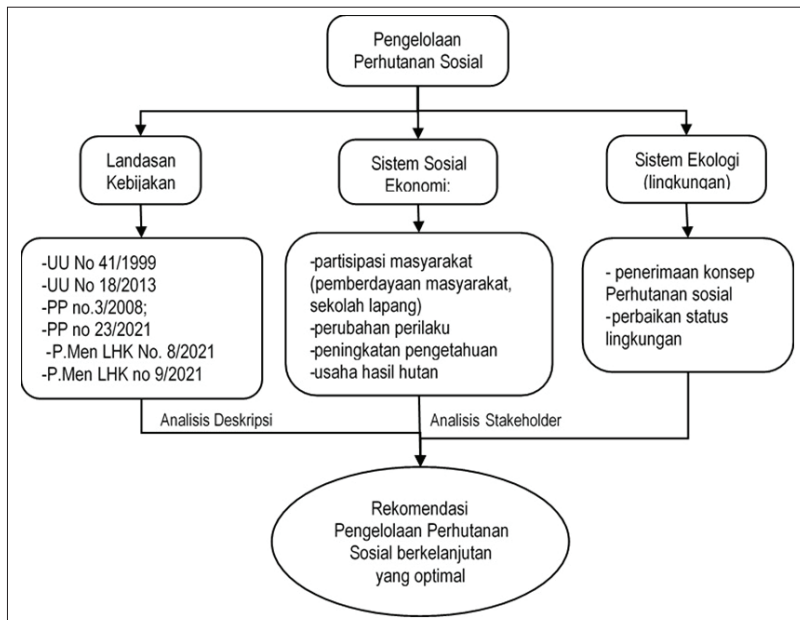 Pengelolaan
Perhutanan Sosial
Landasan
Kebijakan
Sistem Sosial
Ekonomi:
Sistem Ekologi
(lingkungan)
-UU No 41/1999
-UU No 18/2013
-PP no.3/2008;
-PP no 23/2021
-P.Men LHK No. 8/2021
-P.Men LHK no 9/2021
-partisipasi masyarakat
(pemberdayaan masyarakat,
sekolah lapang)
-perubahan perilaku
-peningkatan pengetahuan
-usaha hasil hutan
- penerimaan konsep
Perhutanan sosial
-perbaikan status
lingkungan
Analisis Deskripsi
Analisis Stakeholder
Rekomendasi
Pengelolaan Perhutanan
Sosial berkelanjutan
yang optimal